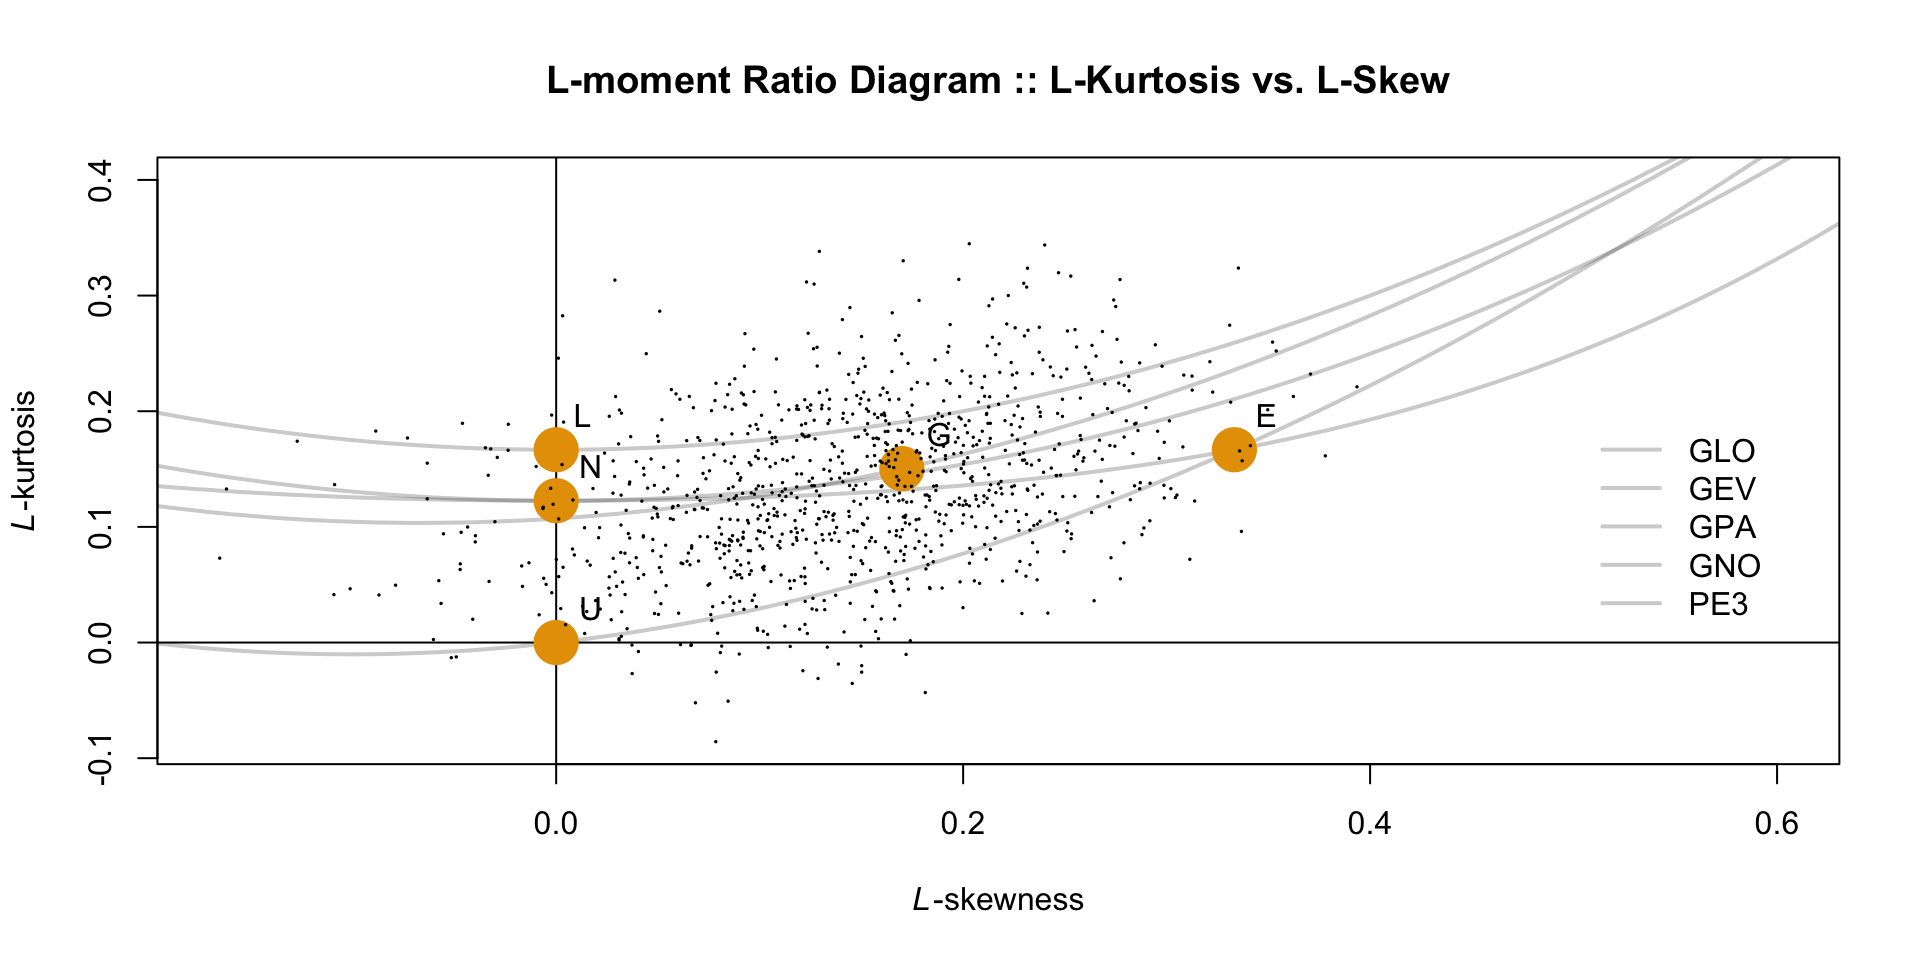 L-moment Ratio Diagram :: L-Kurtosis vs. L-Skew
0.4
0.3
0.2
0.1
0.0
-0.1
L-kurtosis
L
N
G
E
U
GLO
GEV
GPA
GNO
PE3
0.0 0.2 0.4 0.6
L-skewness